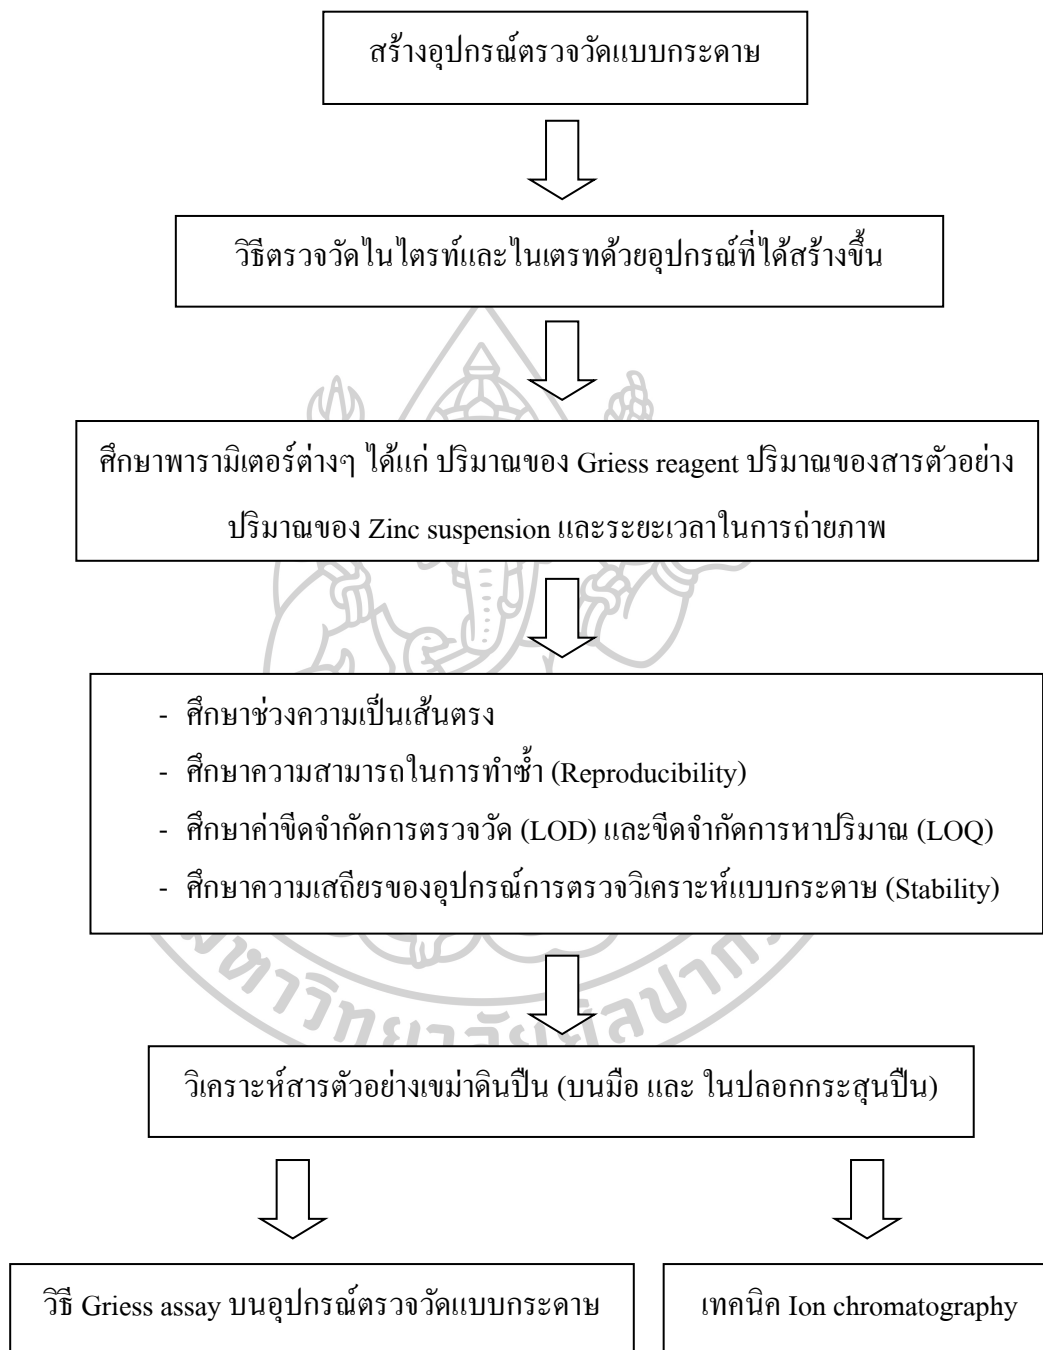 สร้างอุปกรณ์ตรวจวัดแบบกระดาษ
วิธีตรวจวัดไนไตรท์และไนเตรทด้วยอุปกรณ์ที่ได้สร้างขึ้น
ศึกษาพารามิเตอร์ต่างๆ ได้แก่ ปริมาณของ Griess reagent ปริมาณของสารตัวอย่าง
ปริมาณของ Zinc suspension และระยะเวลาในการถ่ายภาพ
- ศึกษาช่วงความเป็นเส้นตรง
- ศึกษาความสามารถในการทำซ้ำ (Reproducibility)
- ศึกษาค่าขีดจำกัดการตรวจวัด (LOD) และขีดจำกัดการหาปริมาณ (LOQ)
- ศึกษาความเสถียรของอุปกรณ์การตรวจวิเคราะห์แบบกระดาษ (Stability)
วิเคราะห์สารตัวอย่างเขม่าดินปืน (บนมือ และ ในปลอกกระสุนปืน)
วิธี Griess assay บนอุปกรณ์ตรวจวัดแบบกระดาษ
เทคนิค Ion chromatography